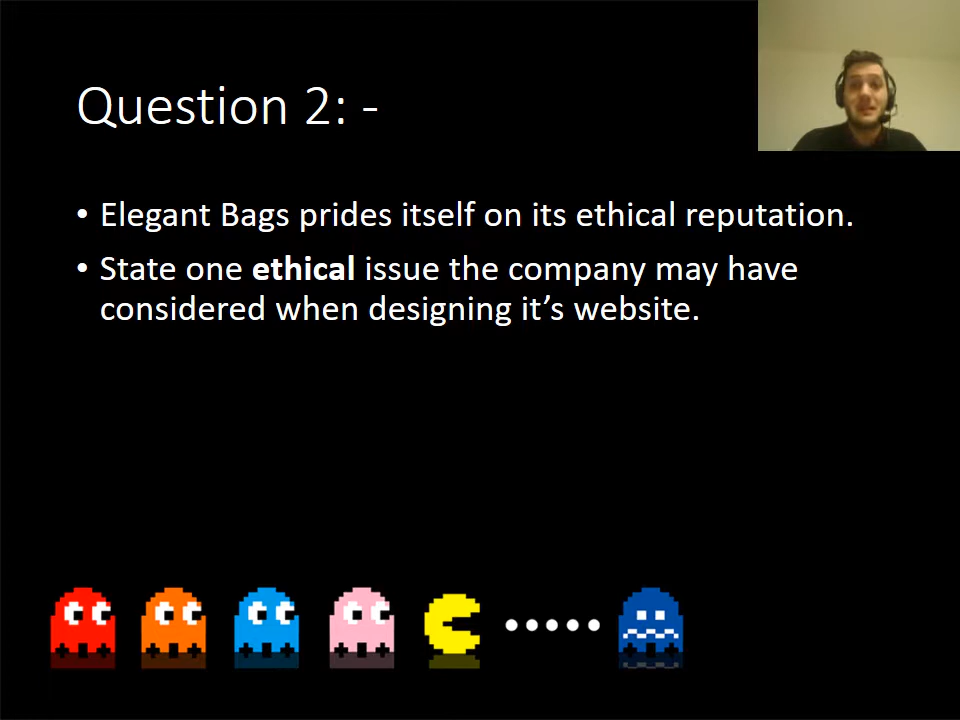 Question 2: -
• Elegant Bags prides itself on its ethical reputation.
• State one ethical issue the company may have
considered when designing it’s website.